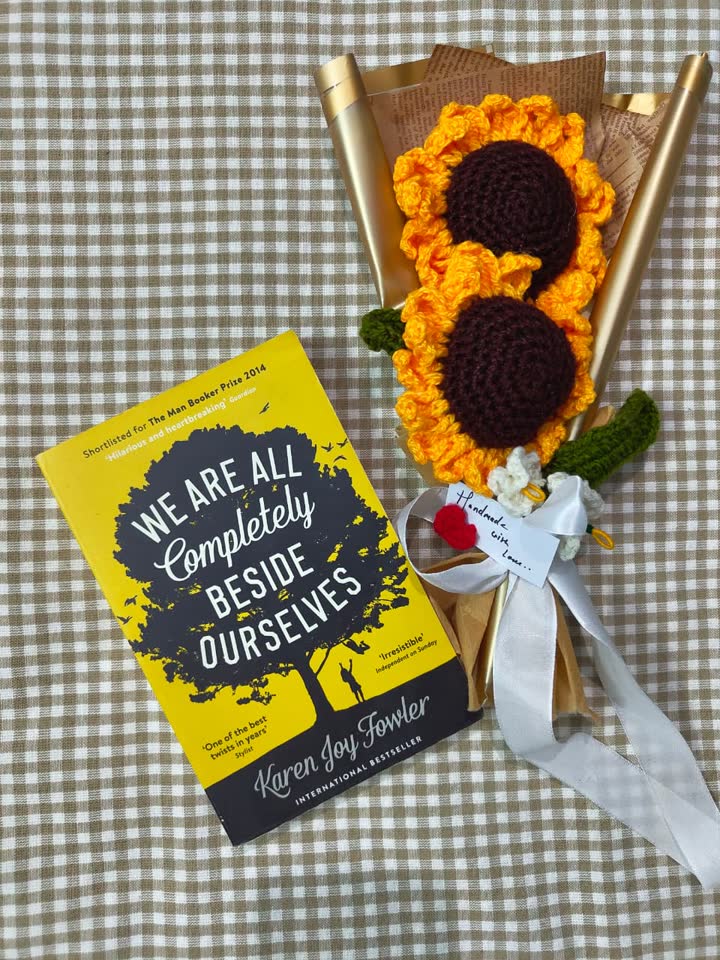 Shortlisted for The Man Booker Prize 2014
'Hilarious and heartbreaking' Guardian
WE ARE ALL
Completely
BESIDE
OURSELVES
'Irresistible'
Independent on Sunday
'One of the best
twists in years'
Stylist
Karen Joy Fowler
INTERNATIONAL BESTSELLER
Handmade
with
Love..